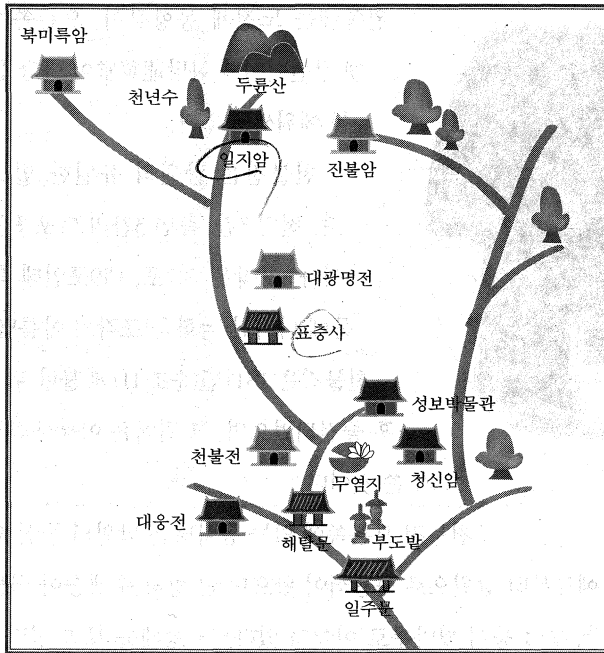 북미륵암
두륜산
천년수
일지암
진불암
대광명전
표충사
성보박물관
천불전
무염지
청신암
대웅전
해탈문
부도밭
일주문